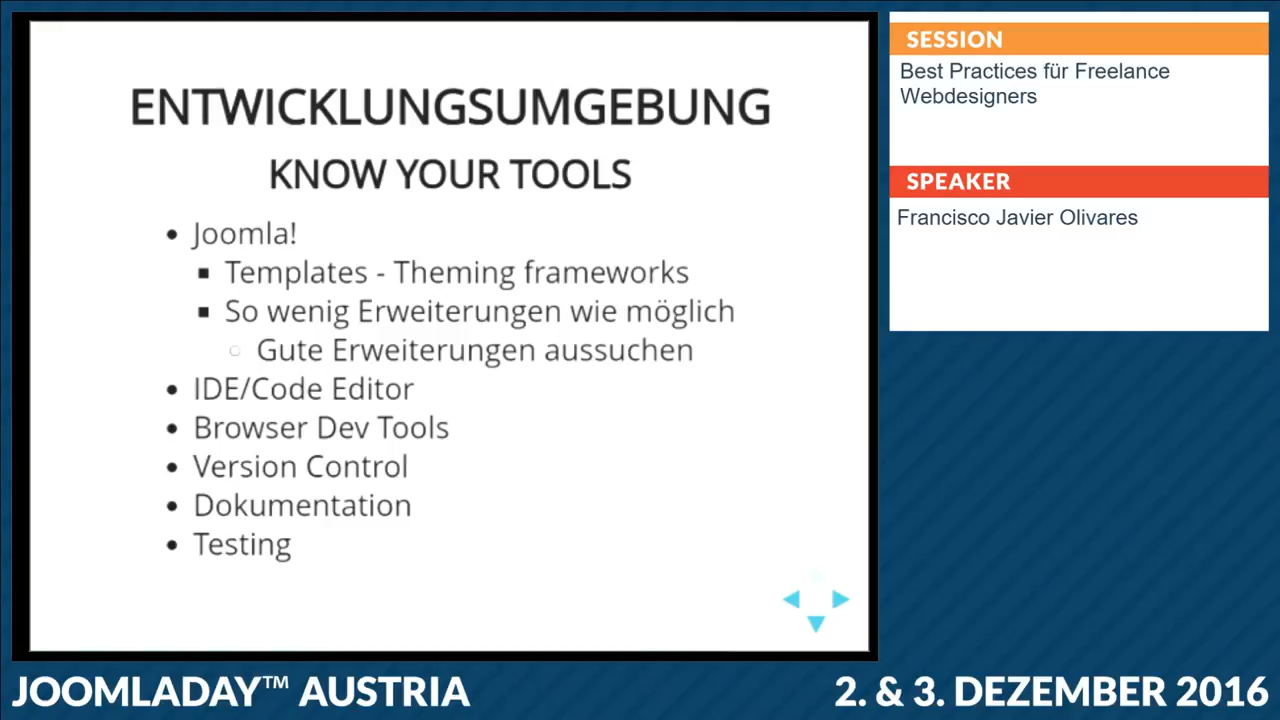 ENTWICKLUNGSUMGEBUNG
KNOW YOUR TOOLS
Joomla!
Templates - Theming frameworks
So wenig Erweiterungen wie möglich
Gute Erweiterungen aussuchen
IDE/Code Editor
Browser Dev Tools
Version Control
Dokumentation
Testing
SESSION
Best Practices für Freelance
Webdesigners
SPEAKER
Francisco Javier Olivares
JOOMLADAY™ AUSTRIA
2. & 3. DEZEMBER 2016